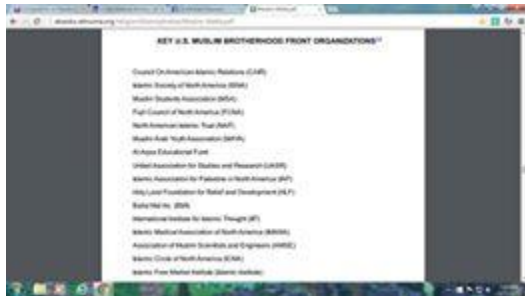 KEY U.S. MUSLIM BROTHERHOOD FRONT ORGANIZATIONS
Council On American Islamic Relations (CAIR)
Islamic Society of North America (ISNA)
Muslim Students Association (MSA)
Fiqh Council of North America (FCNA)
North American Islamic Trust (NAIT)
Muslim Arab Youth Association (MAYA)
Al Aqsa Educational Fund
United Association for Studies and Research (UASR)
Islamic Association for Palestine in North America (IAP)
Holy Land Foundation for Relief and Development (HLF)
International Institute for Islamic Thought
Islamic Medical Association of North America (IMANA)
Association of Muslim Scientists and Engineers (AMSE)
Islamic Circle of North America (ICNA)
Islamic Free Market Institute (Islamic Institute)